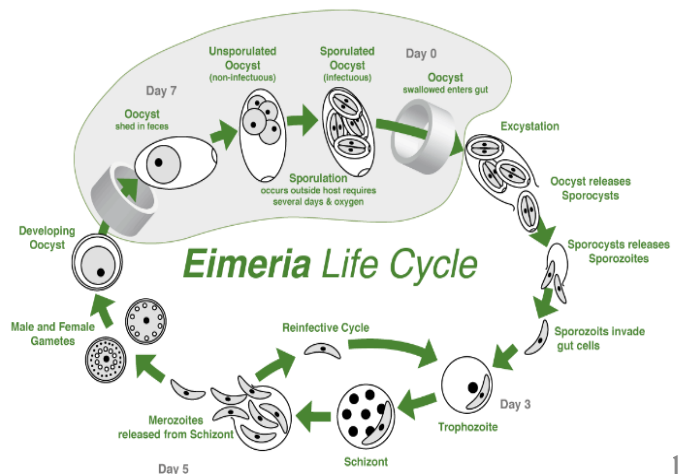 Unsporulated
Oocyst
(non-infectuous)
Sporulated
Oocyst
(infectuous)
Day 0
Oocyst
swallowed enters gut
Day 7
Oocyst
shed in feces
Excystation
Sporulation
occurs outside host requires
several days & oxygen
Oocyst releases
Sporocysts
Developing
Oocyst
Eimeria Life Cycle
Sporocysts releases
Sporozoites
Male and Female
Gametes
Reinfective Cycle
Sporozoits invade
gut cells
Day 3
Trophozoite
Merozoites
released from Schizont
Schizont
Day 5
1